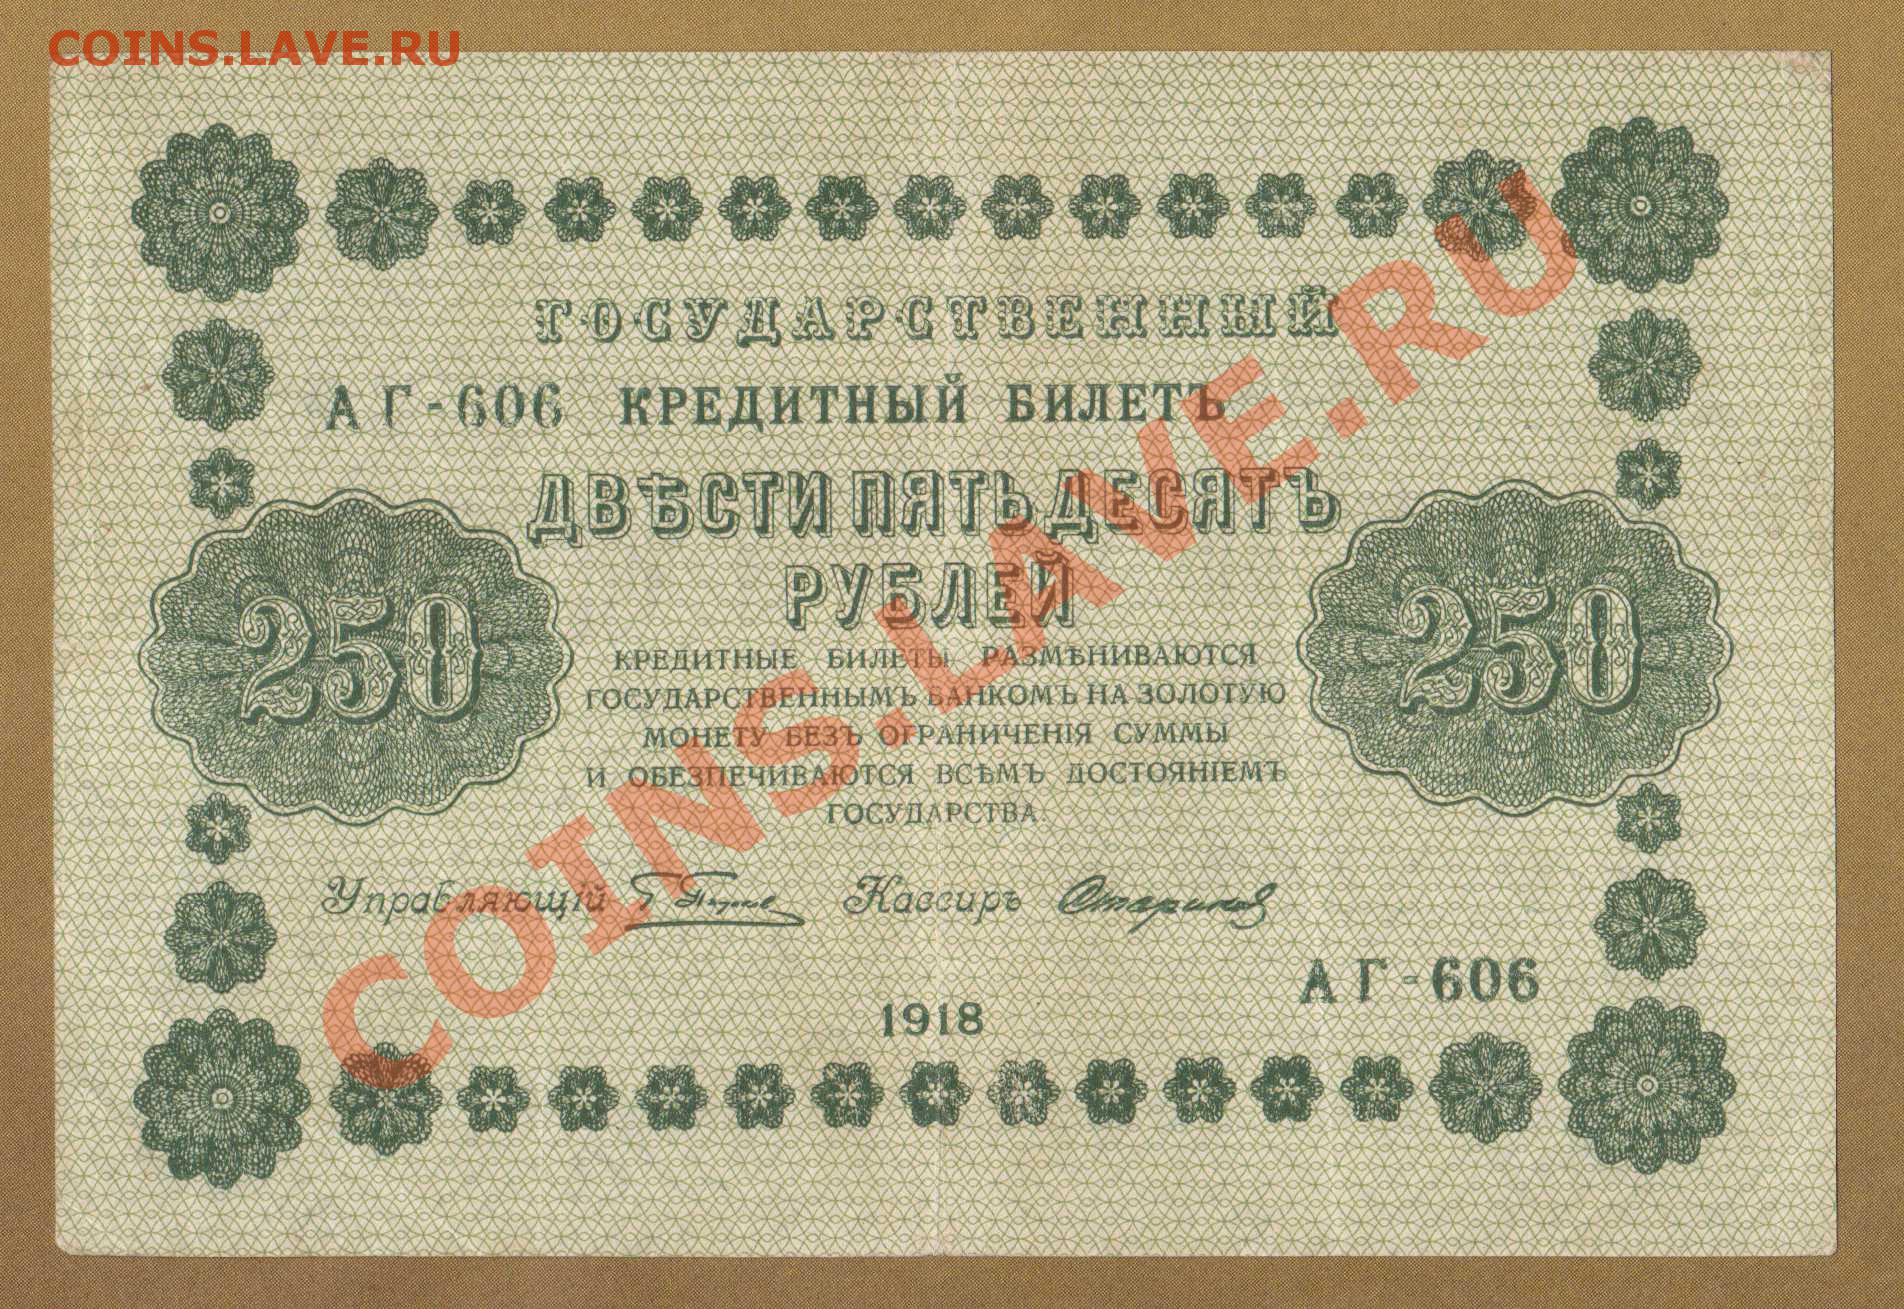 COINS.LAVE.RU
ГОСУДАРСТВЕННЫЙ
АГ-606 КРЕДИТНЫЙ БИЛЕТЪ
ДВѢСТИ ПЯТЬДЕСЯТЪ
РУБЛЕЙ
250
250
КРЕДИТНЫЕ БИЛЕТЫ РАЗМѢНИВАЮТСЯ
ГОСУДАРСТВЕННЫМЪ БАНКОМЪ НА ЗОЛОТУЮ
МОНЕТУ БЕЗЪ ОГРАНИЧЕНІЯ СУММЫ
И ОБЕЗПЕЧИВАЮТСЯ ВСѢМЪ ДОСТОЯНІЕМЪ
ГОСУДАРСТВА.
Управляющій Кассиръ
АГ-606
1918
COINS.LAVE.RU